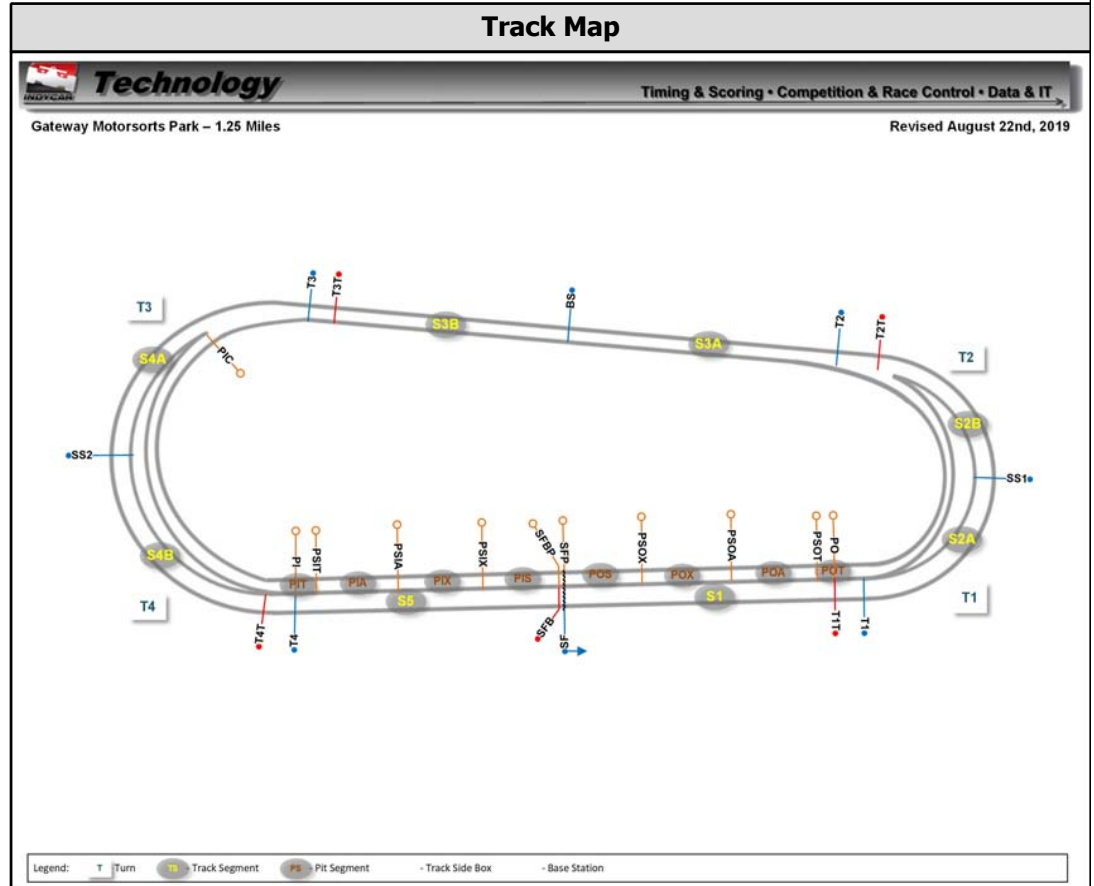 Track Map
INDYCAR
Technology
Timing & Scoring • Competition & Race Control • Data & IT
Gateway Motorsorts Park – 1.25 Miles
Revised August 22nd, 2019
T3
T3T
BS
T2
T2T
T3
S3B
S3A
T2
S4A
PIC
S2B
SS2
SS1
PI
PSIT
PSIA
PSIX
SFBP
SFP
PSOX
PSOA
PSOT
PO
S4B
S2A
PIT
PIA
PIX
PIS
POS
POX
POA
POT
S5
S1
T4
T1
T4T
T4
SFB
SF
T1T
T1
Legend:
T
Turn
TS
- Track Segment
PS
- Pit Segment
- Track Side Box
- Base Station